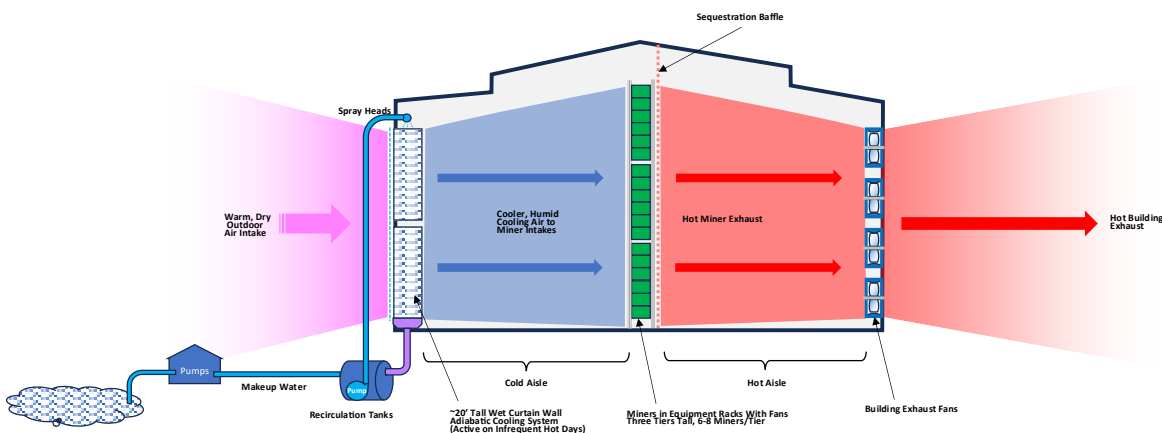 Sequestration Baffle
Spray Heads
Warm, Dry
Outdoor
Air Intake
Cooler, Humid
Cooling Air to
Miner Intakes
Hot Miner Exhaust
Hot Building
Exhaust
Pumps
Makeup Water
Pump
Recirculation Tanks
Cold Aisle
Hot Aisle
~20' Tall Wet Curtain Wall
Adiabatic Cooling System
(Active on Infrequent Hot Days)
Miners in Equipment Racks With Fans
Three Tiers Tall, 6-8 Miners/Tier
Building Exhaust Fans